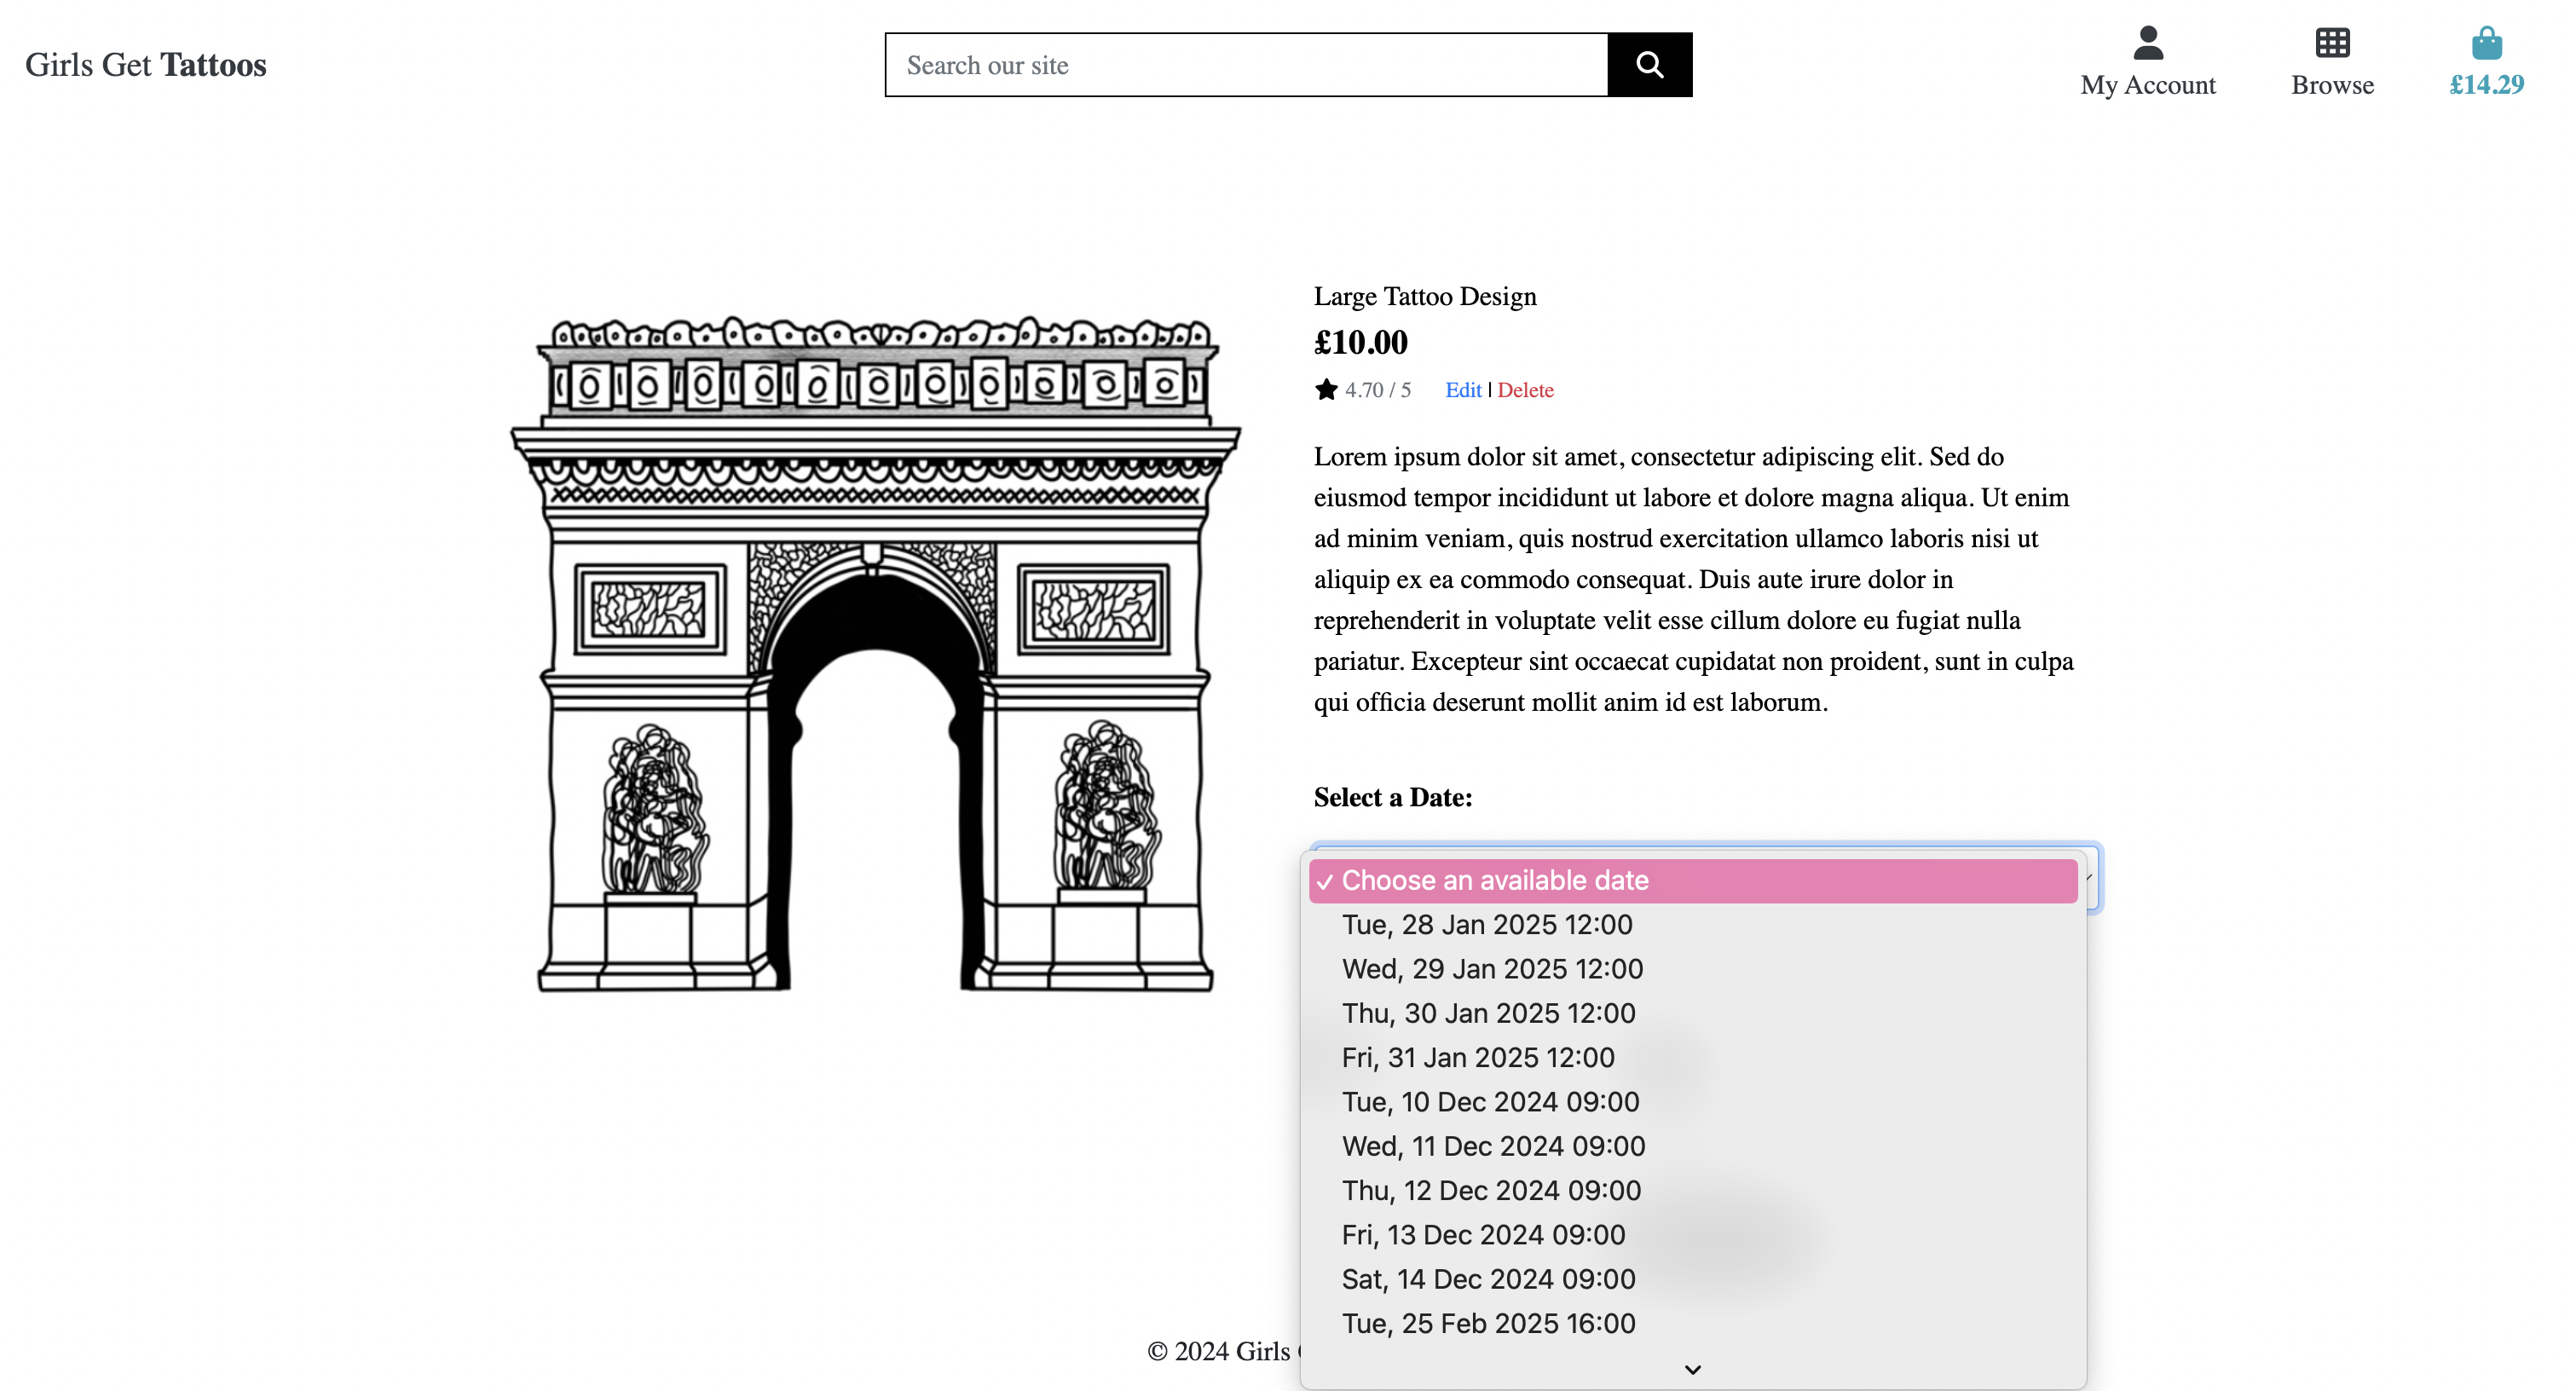 Girls Get Tattoos
Search our site
My Account
Browse
£14.29
Large Tattoo Design
£10.00
4.70 / 5 Edit | Delete
Lorem ipsum dolor sit amet, consectetur adipiscing elit. Sed do
eiusmod tempor incididunt ut labore et dolore magna aliqua. Ut enim
ad minim veniam, quis nostrud exercitation ullamco laboris nisi ut
aliquip ex ea commodo consequat. Duis aute irure dolor in
reprehenderit in voluptate velit esse cillum dolore eu fugiat nulla
pariatur. Excepteur sint occaecat cupidatat non proident, sunt in culpa
qui officia deserunt mollit anim id est laborum.
Select a Date:
✓ Choose an available date
Tue, 28 Jan 2025 12:00
Wed, 29 Jan 2025 12:00
Thu, 30 Jan 2025 12:00
Fri, 31 Jan 2025 12:00
Tue, 10 Dec 2024 09:00
Wed, 11 Dec 2024 09:00
Thu, 12 Dec 2024 09:00
Fri, 13 Dec 2024 09:00
Sat, 14 Dec 2024 09:00
Tue, 25 Feb 2025 16:00
© 2024 Girls